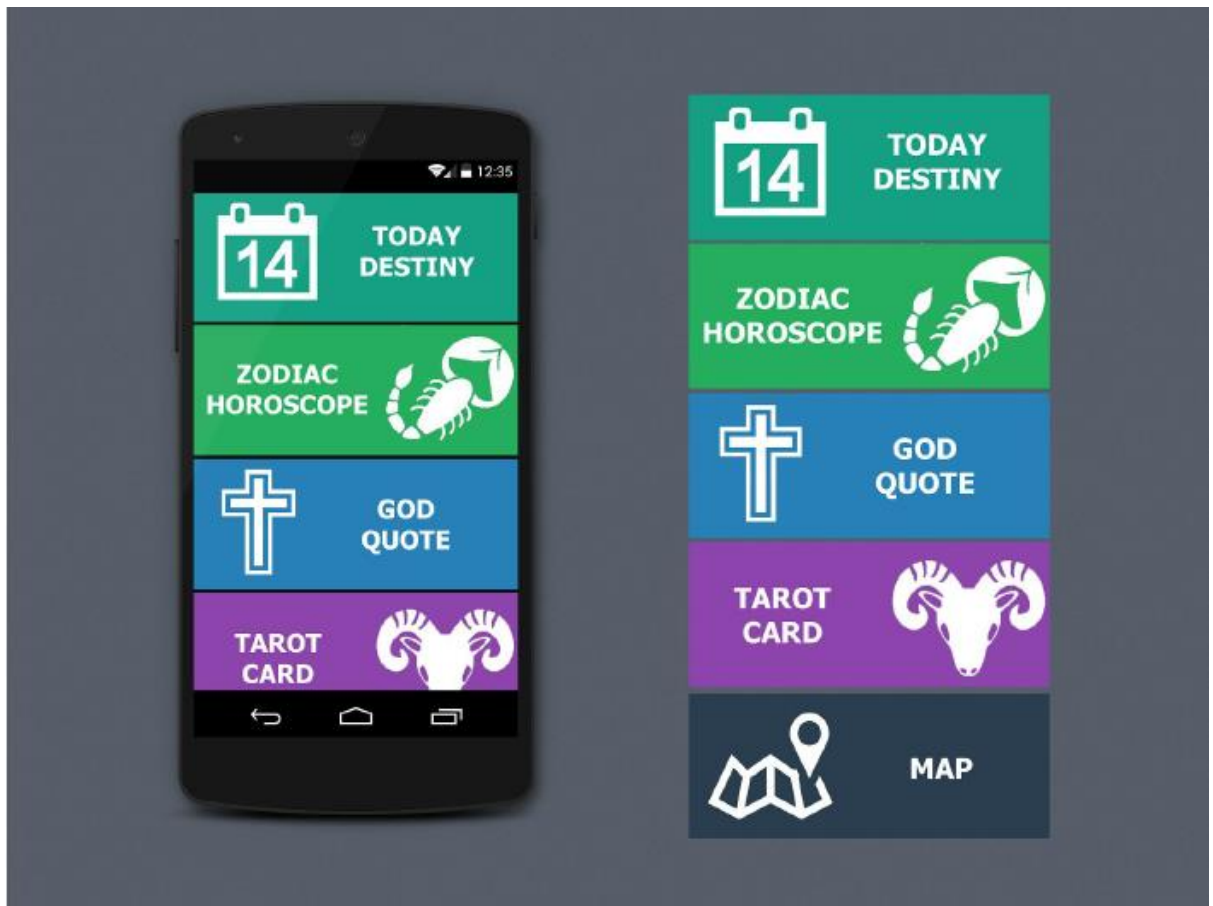 12:35
14
TODAY
DESTINY
ZODIAC
HOROSCOPE
GOD
QUOTE
TAROT
CARD
14
TODAY
DESTINY
ZODIAC
HOROSCOPE
GOD
QUOTE
TAROT
CARD
MAP